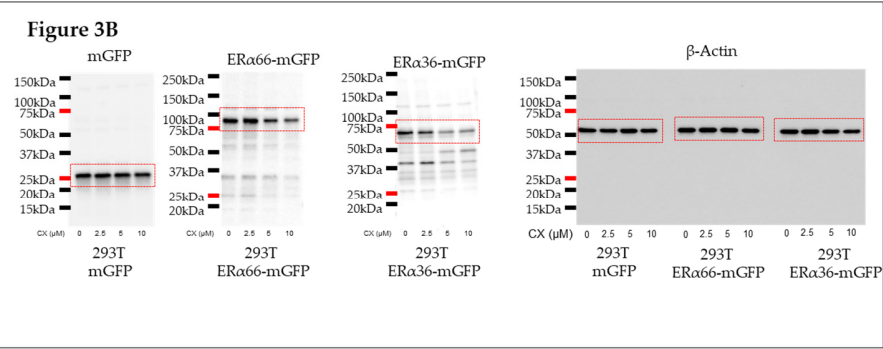 Figure 3B
mGFP
150kDa
100kDa
75kDa
50kDa
37kDa
25kDa
20kDa
15kDa
CX (μM) 0 2.5 5 10
293T
mGFP
ERα66-mGFP
250kDa
150kDa
100kDa
75kDa
50kDa
37kDa
25kDa
20kDa
CX (μM) 0 2.5 5 10
293T
ERα66-mGFP
ERα36-mGFP
250kDa
150kDa
100kDa
75kDa
50kDa
37kDa
25kDa
20kDa
0 2.5 5 10
293T
ERα36-mGFP
β-Actin
150kDa
100kDa
75kDa
50kDa
37kDa
25kDa
20kDa
15kDa
CX (μM) 0 2.5 5 10 0 2.5 5 10 0 2.5 5 10
293T 293T 293T
mGFP ERα66-mGFP ERα36-mGFP